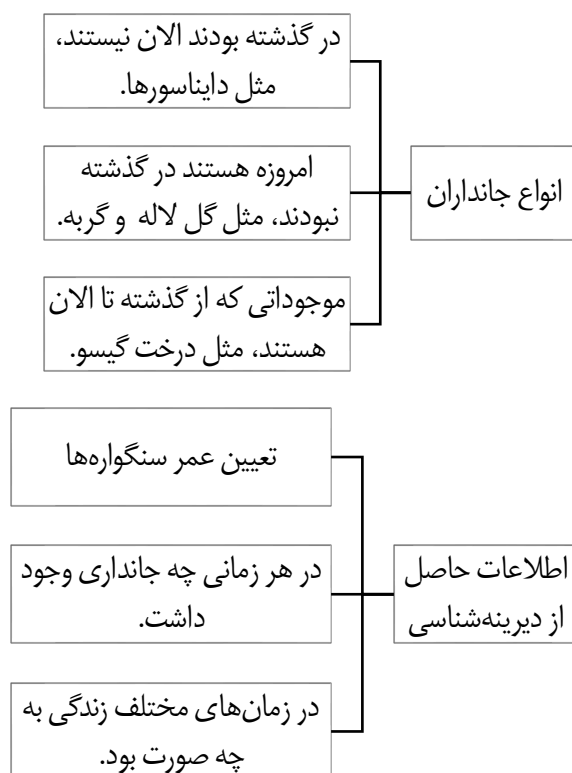 انواع جانداران
در گذشته بودند الان نیستند،
مثل دایناسورها.
امروزه هستند در گذشته
نبودند، مثل گل لاله و گربه.
موجوداتی که از گذشته تا الان
هستند، مثل درخت گیسو.
اطلاعات حاصل
از دیرینه‌شناسی
تعیین عمر سنگواره‌ها
در هر زمانی چه جانداری وجود
داشت.
در زمان‌های مختلف زندگی به
چه صورت بود.